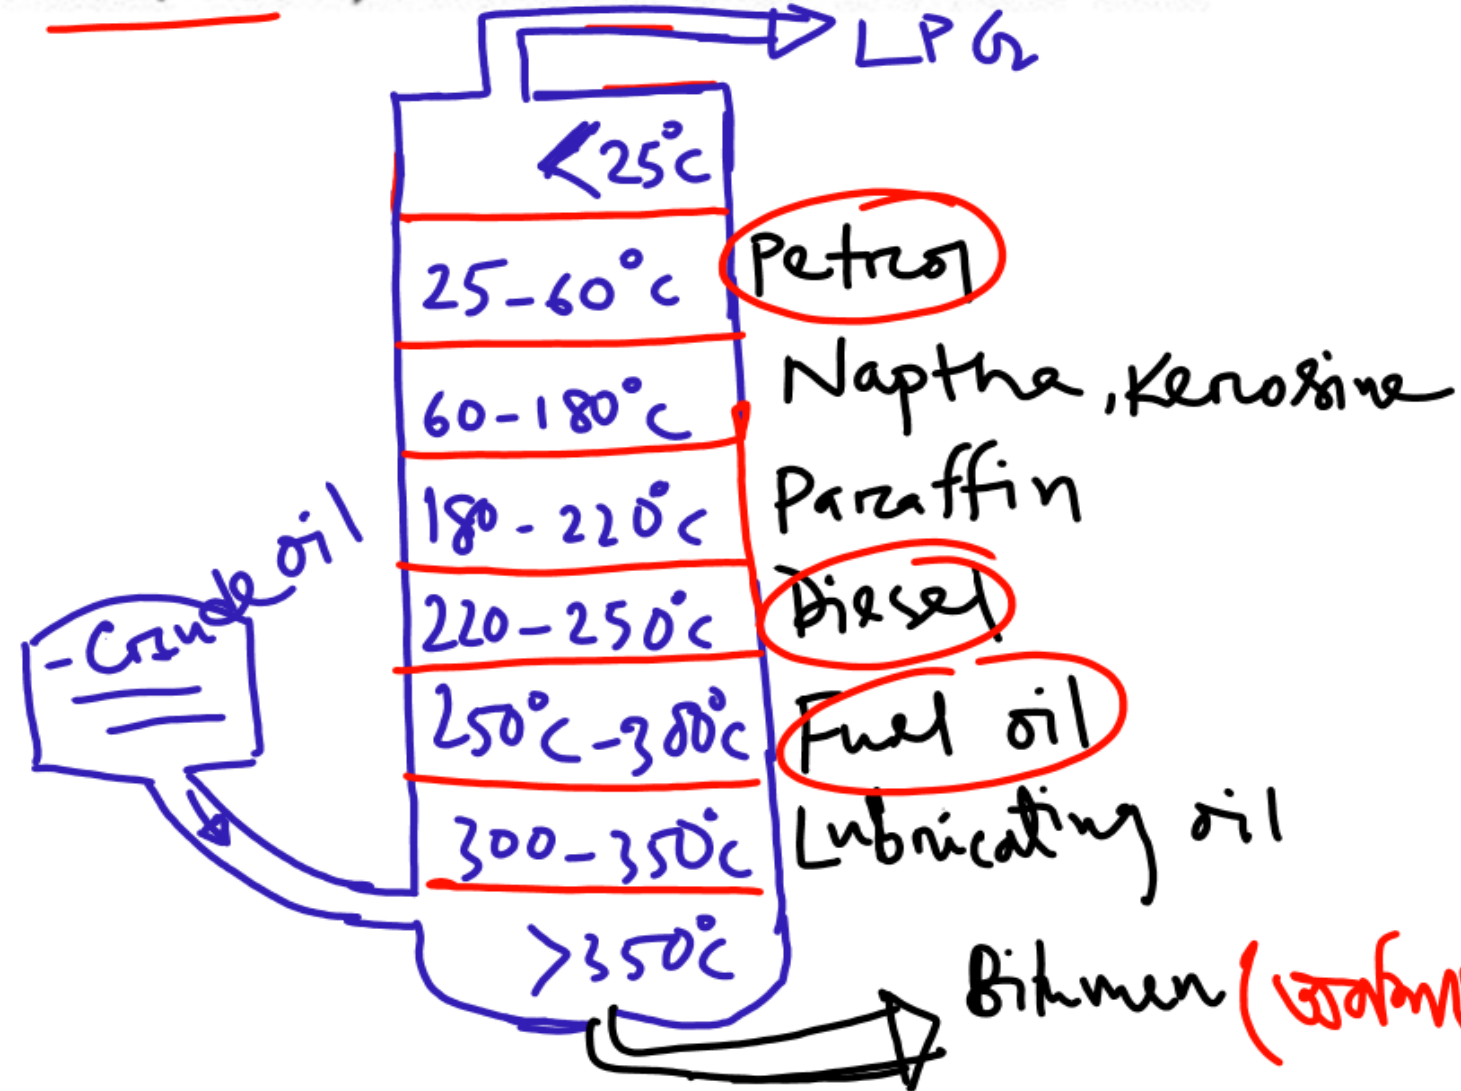 LPG
<25°C
25-60°C Petrol
Naptha, Kerosine
60-180°C
180-220°C Paraffin
Crude oil
220-250°C Diesel
250°C-300°C Fuel oil
300-350°C Lubricating oil
>350°C
Bitumen (